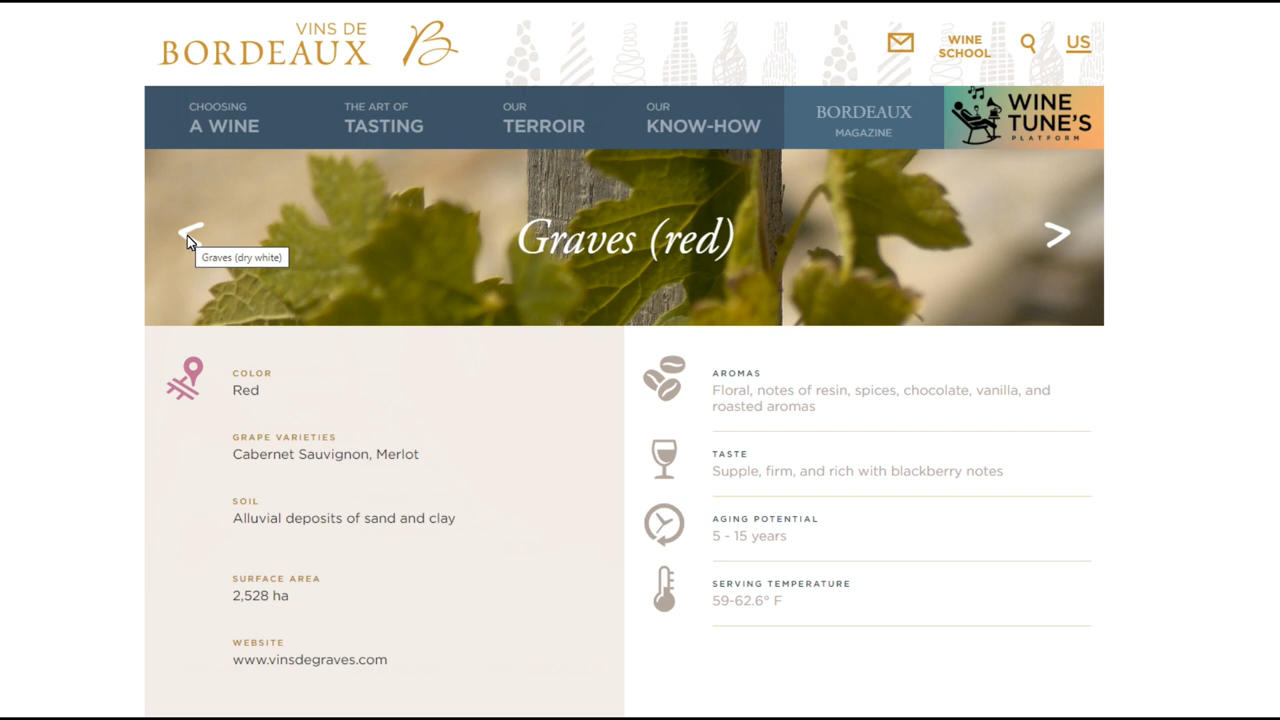 VINS DE
BORDEAUX
B
WINE
SCHOOL
US
CHOOSING
A WINE
THE ART OF
TASTING
OUR
TERROIR
OUR
KNOW-HOW
BORDEAUX
MAGAZINE
WINE
TUNE'S
PLATFORM
Graves (red)
<
>
Graves (dry white)
COLOR
Red
GRAPE VARIETIES
Cabernet Sauvignon, Merlot
SOIL
Alluvial deposits of sand and clay
SURFACE AREA
2,528 ha
WEBSITE
www.vinsdegraves.com
AROMAS
Floral, notes of resin, spices, chocolate, vanilla, and
roasted aromas
TASTE
Supple, firm, and rich with blackberry notes
AGING POTENTIAL
5 - 15 years
SERVING TEMPERATURE
59-62.6° F